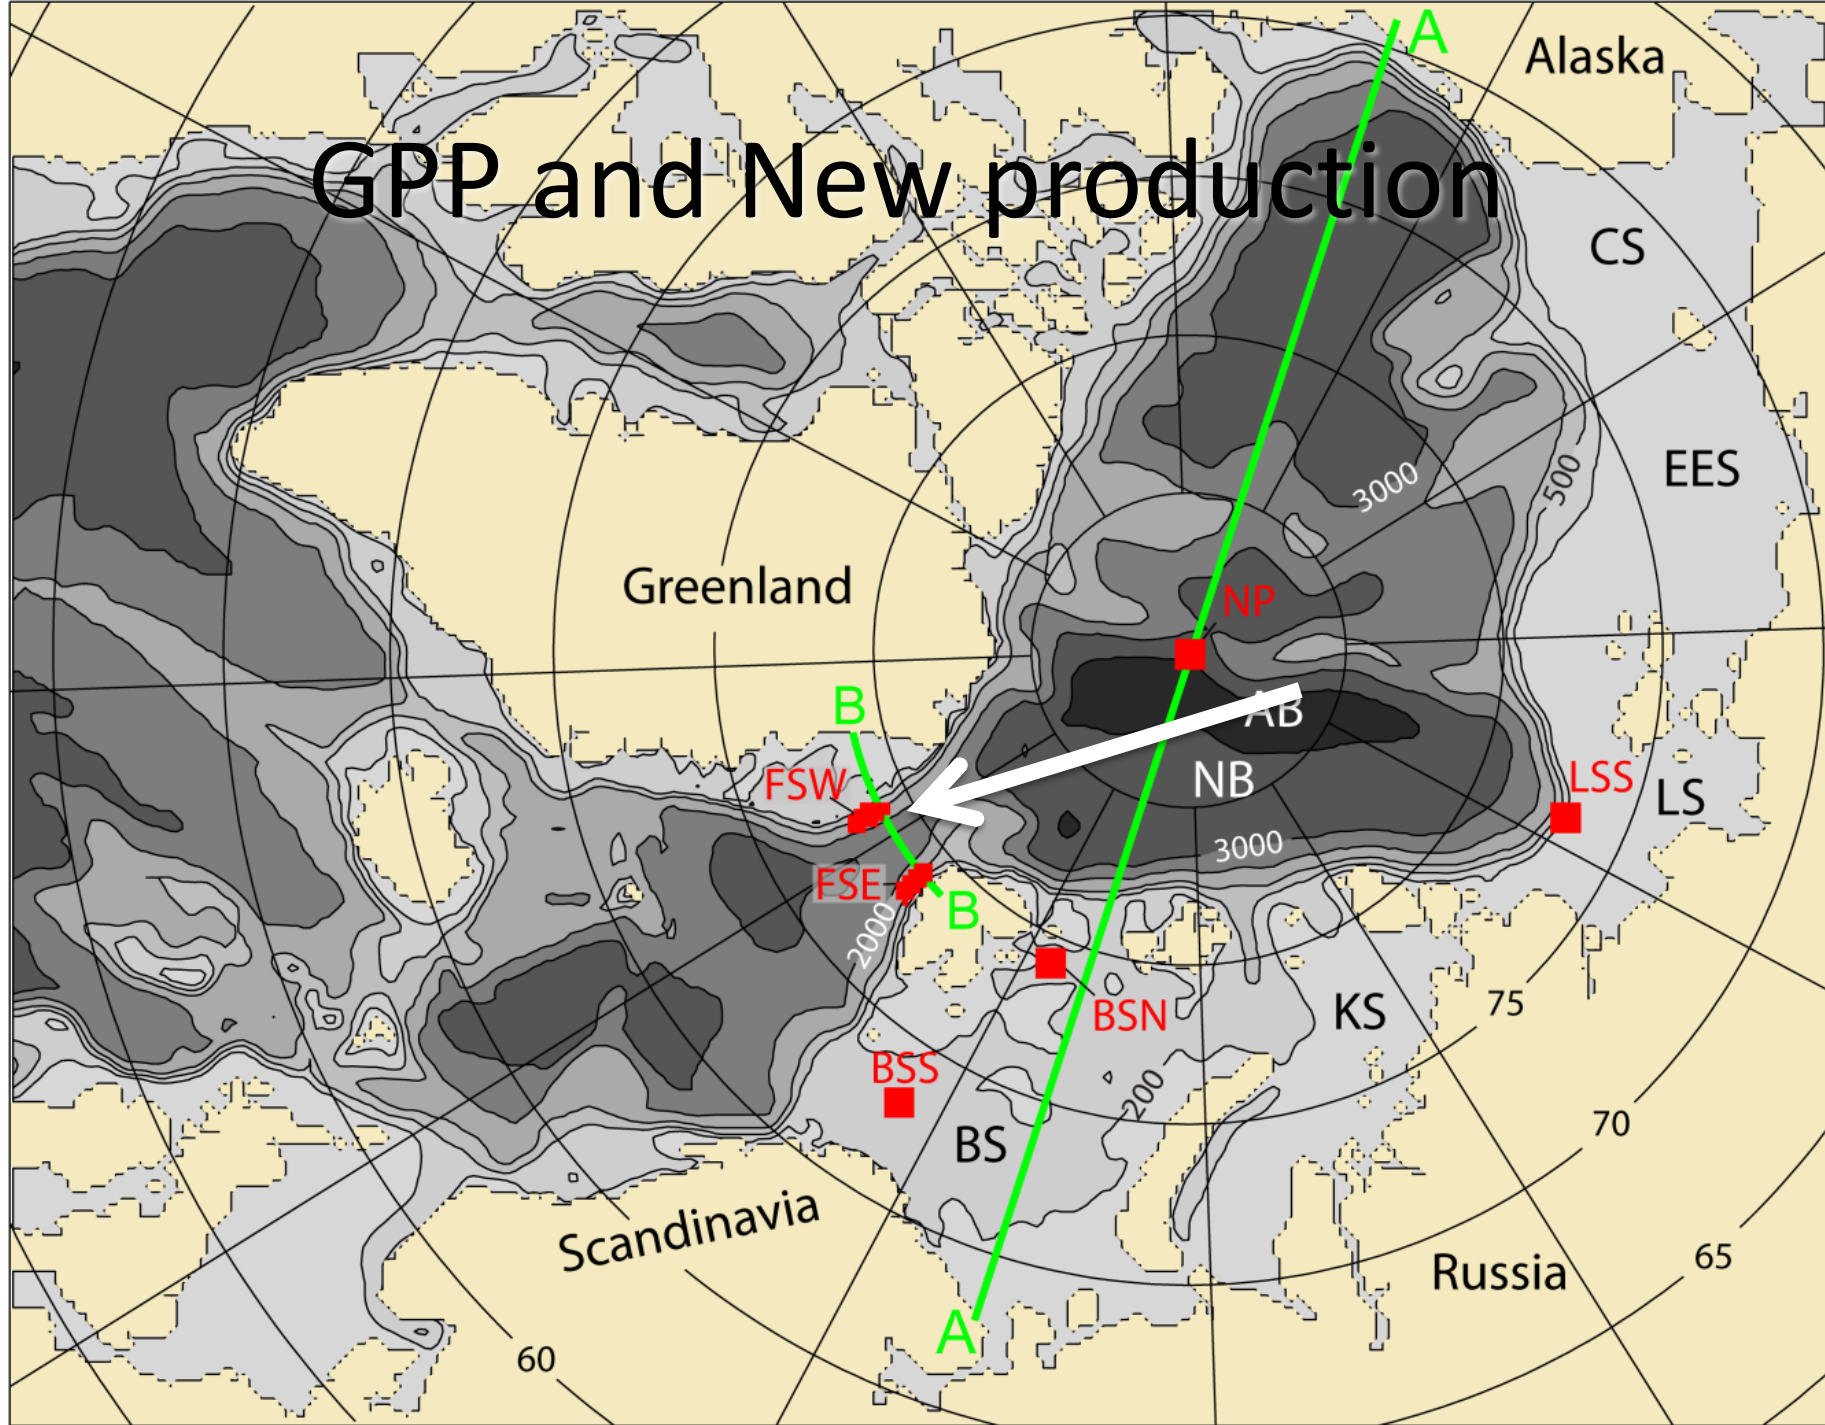 A
Alaska
GPP and New production
CS
EES
3000
500
Greenland
NP
B
AB
FSW
NB
LSS
LS
3000
FSE
B
2000
75
BSN
KS
BSS
200
70
BS
Scandinavia
65
Russia
A
60